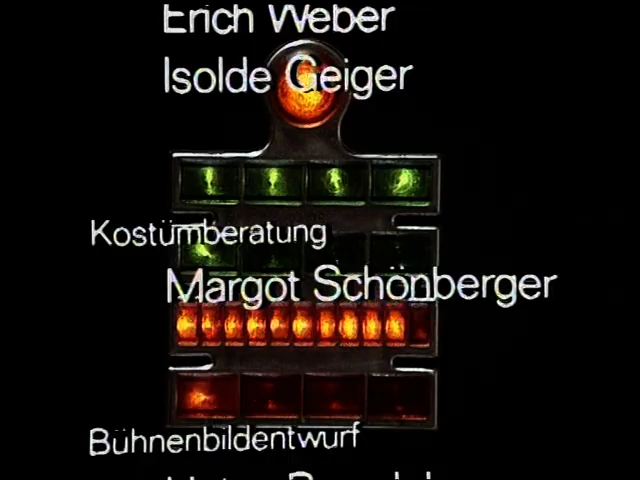 Erich Weber
Isolde Geiger
Kostümberatung
Margot Schönberger
Bühnenbildentwurf